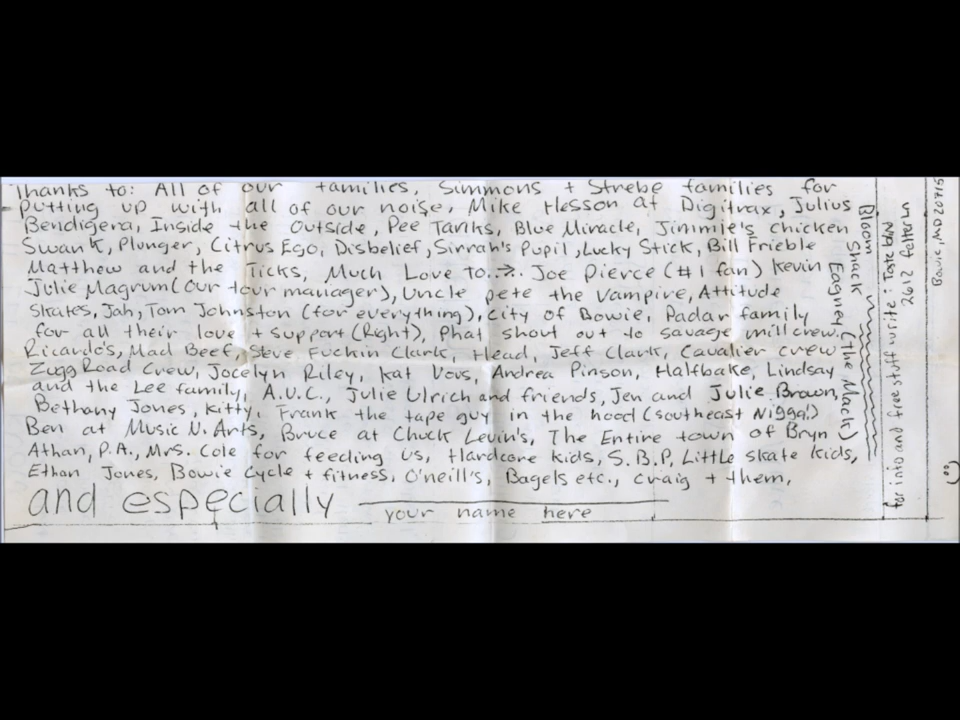 Thanks to: All of our families, Simmons + Strebe families for
putting up with all of our noise, Mike Hesson at Digitrax, Julius
Bendigera, Inside the Outside, Pee Tanks, Blue Miracle, Jimmie's chicken Shack
Swank, Plunger, Citrus Ego, Disbelief, Sirrah's Pupil, Lucky Stick, Bill Frieble
Matthew and the Ticks, Much Love to..→. Joe Pierce (#1 fan) Kevin Eagney (the Mack)
Julie Magrum (Our tour manager), Uncle pete the Vampire, Attitude
Skates, Jah, Tom Johnston (for everything), City of Bowie, Padar family
for all their love + support (Right), Phat shout out to savage mill crew,
Ricardo's, Mad Beef, Steve Fuckin Clark, Head, Jeff Clark, Cavalier crew
Zugg Road Crew, Jocelyn Riley, Kat Vous, Andrea Pinson, Halfbake, Lindsay
and the Lee family, A.U.C., Julie Ulrich and friends, Jen and Julie Brown,
Bethany Jones, Kitty, Frank the tape guy in the hood (southeast Nigga!)
Ben at Music N. Arts, Bruce at Chuck Levin's, The Entire town of Bryn
Athan, P.A., Mrs. Cole for feeding us, Hardcore kids, S.B.P, Little skate kids,
Ethan Jones, Bowie Cycle + fitness, O'neill's, Bagels etc., Craig + them,
and especially
your name here
Bloom
for info and free stuff write:
2612 felter ln
Bowie, MD